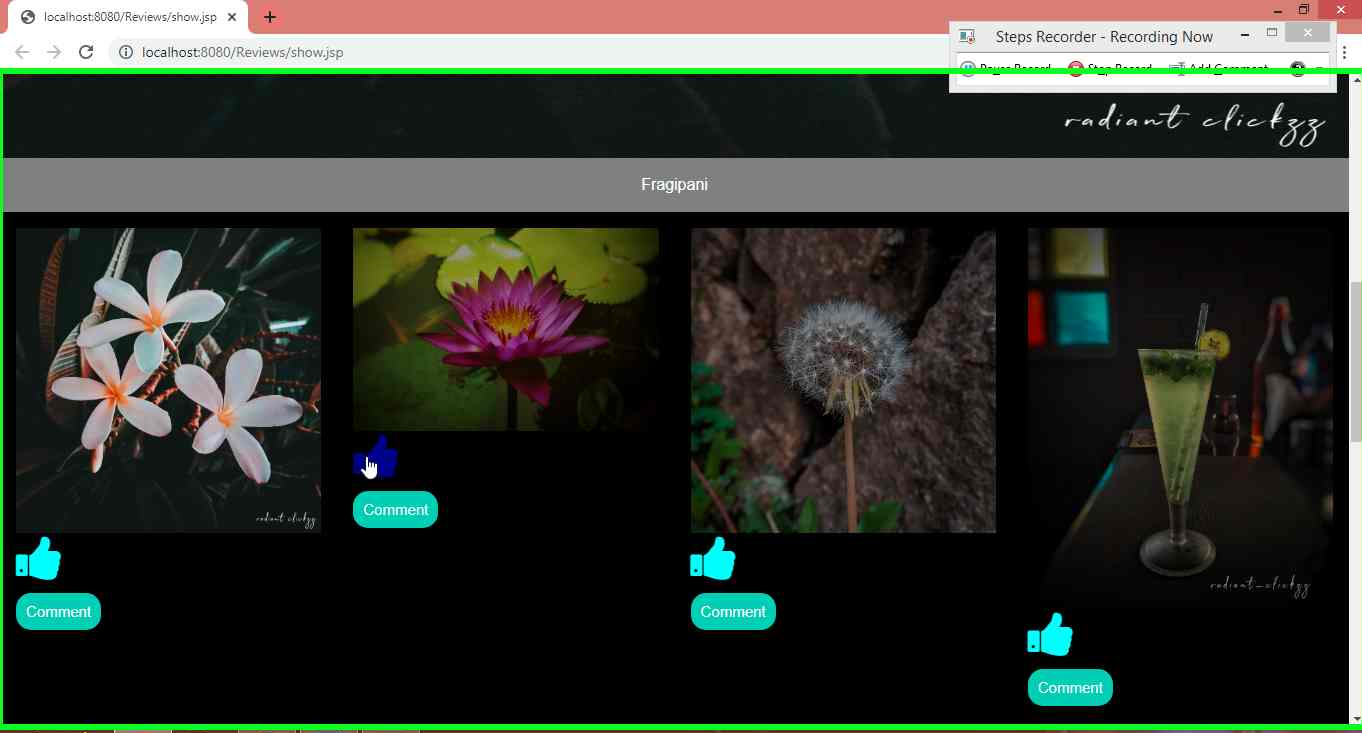 localhost:8080/Reviews/show.jsp
localhost:8080/Reviews/show.jsp
Steps Recorder - Recording Now
Pause Record
Stop Record
Add Comment
radiant clickzz
Fragipani
radiant clickzz
radiant_clickzz
Comment
Comment
Comment
Comment